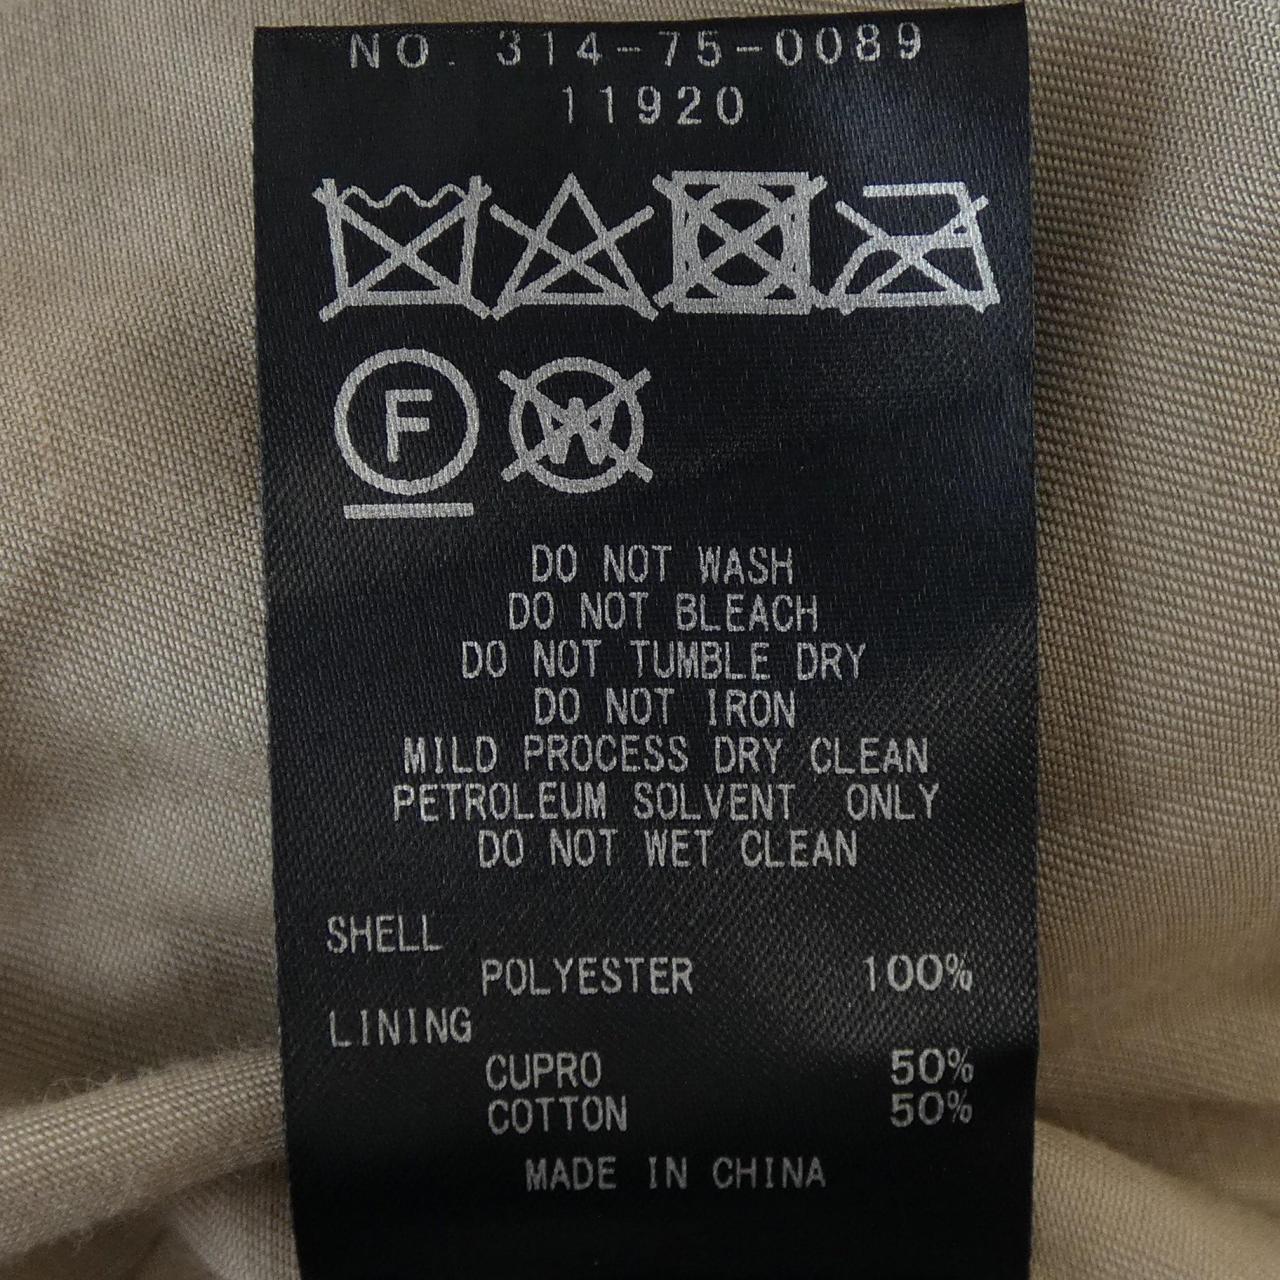 NO. 314-75-0089
11920
F W
DO NOT WASH
DO NOT BLEACH
DO NOT TUMBLE DRY
DO NOT IRON
MILD PROCESS DRY CLEAN
PETROLEUM SOLVENT ONLY
DO NOT WET CLEAN
SHELL
POLYESTER 100%
LINING
CUPRO 50%
COTTON 50%
MADE IN CHINA